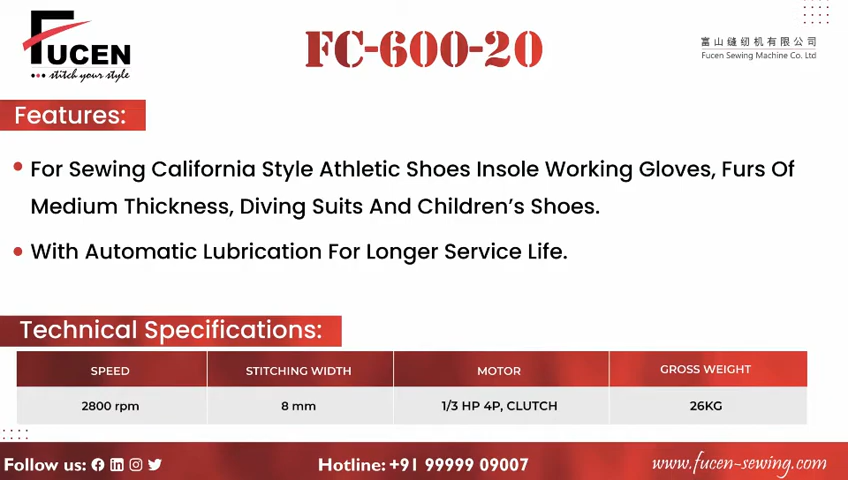 FUCEN
stitch your style
FC-600-20
富山缝纫机有限公司
Fucen Sewing Machine Co. Ltd
Features:
For Sewing California Style Athletic Shoes Insole Working Gloves, Furs Of
Medium Thickness, Diving Suits And Children's Shoes.
With Automatic Lubrication For Longer Service Life.
Technical Specifications:
SPEED STITCHING WIDTH MOTOR GROSS WEIGHT
2800 rpm 8 mm 1/3 HP 4P, CLUTCH 26KG
Follow us: Hotline: +91 99999 09007 www.fucen-sewing.com